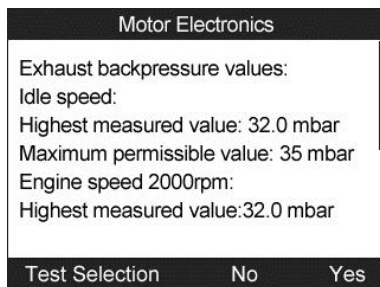 Motor Electronics
Exhaust backpressure values:
Idle speed:
Highest measured value: 32.0 mbar
Maximum permissible value: 35 mbar
Engine speed 2000rpm:
Highest measured value:32.0 mbar
Test Selection No Yes